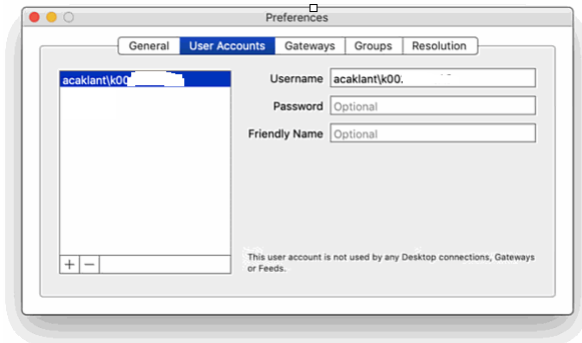 Preferences
General User Accounts Gateways Groups Resolution
acaklant\k00
Username acaklant\k00.
Password Optional
Friendly Name Optional
This user account is not used by any Desktop connections, Gateways
or Feeds.